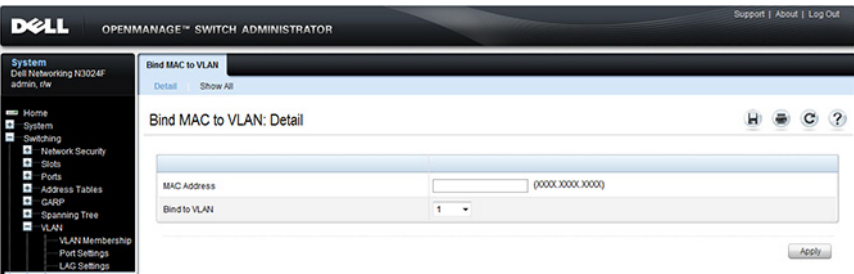 Support | About | Log Out
DELL OPENMANAGE™ SWITCH ADMINISTRATOR
System
Dell Networking N3024F
admin, r/w
Home
System
Switching
Network Security
Slots
Ports
Address Tables
GARP
Spanning Tree
VLAN
VLAN Membership
Port Settings
LAG Settings
Bind MAC to VLAN
Detail Show All
Bind MAC to VLAN: Detail
?
MAC Address (XXXX.XXXX.XXXX)
Bind to VLAN 1
Apply